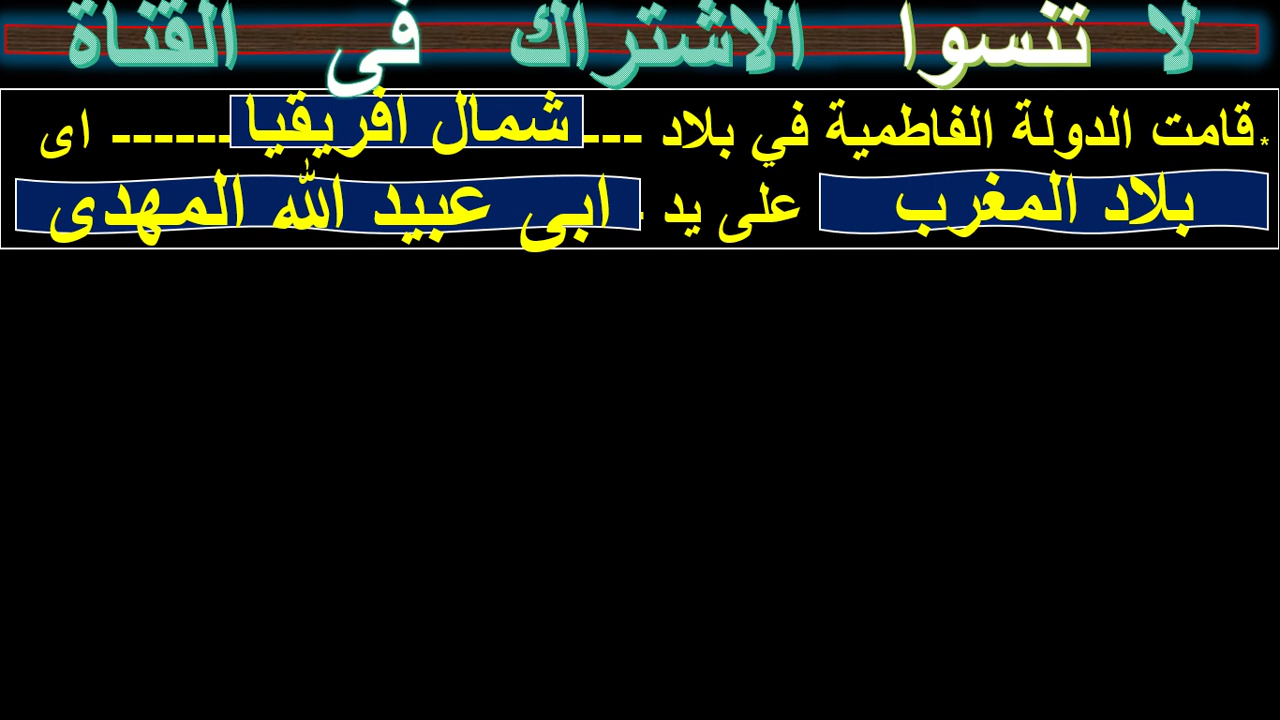 لا تنسوا الاشتراك فى القناة
*قامت الدولة الفاطمية في بلاد --- شمال افريقيا ------ اى
بلاد المغرب على يد - ابى عبيد الله المهدى